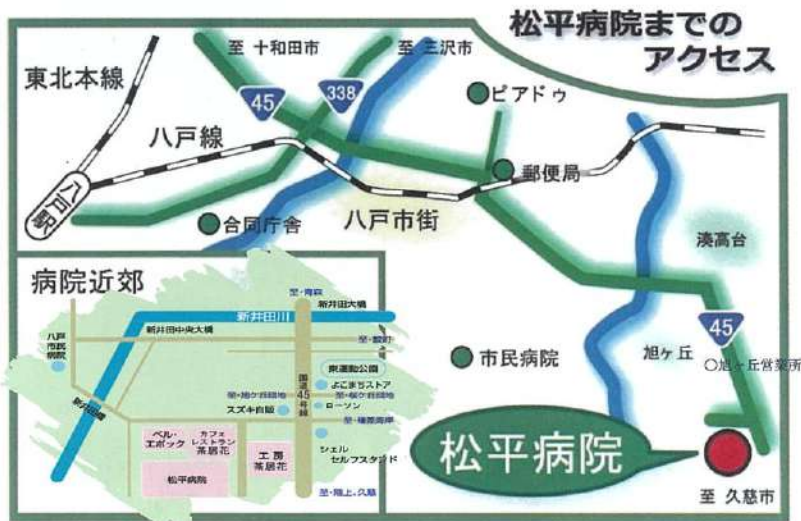 松平病院までの
アクセス
至 十和田市
至 三沢市
東北本線
45
338
ピアドゥ
八戸線
郵便局
八戸駅
合同庁舎
八戸市街
湊高台
45
市民病院
旭ヶ丘
○旭ヶ丘営業所
松平病院
至 久慈市
病院近郊
至・青森
新井田大橋
新井田川
新井田中央大橋
八戸
市民
病院
東運動公園
よこまちストア
国道45号線
スズキ自販
ローソン
ベル・
エポック
カフェ
レストラン
茶居花
工房
茶居花
シェル
セルフスタンド
松平病院
至・階上、久慈